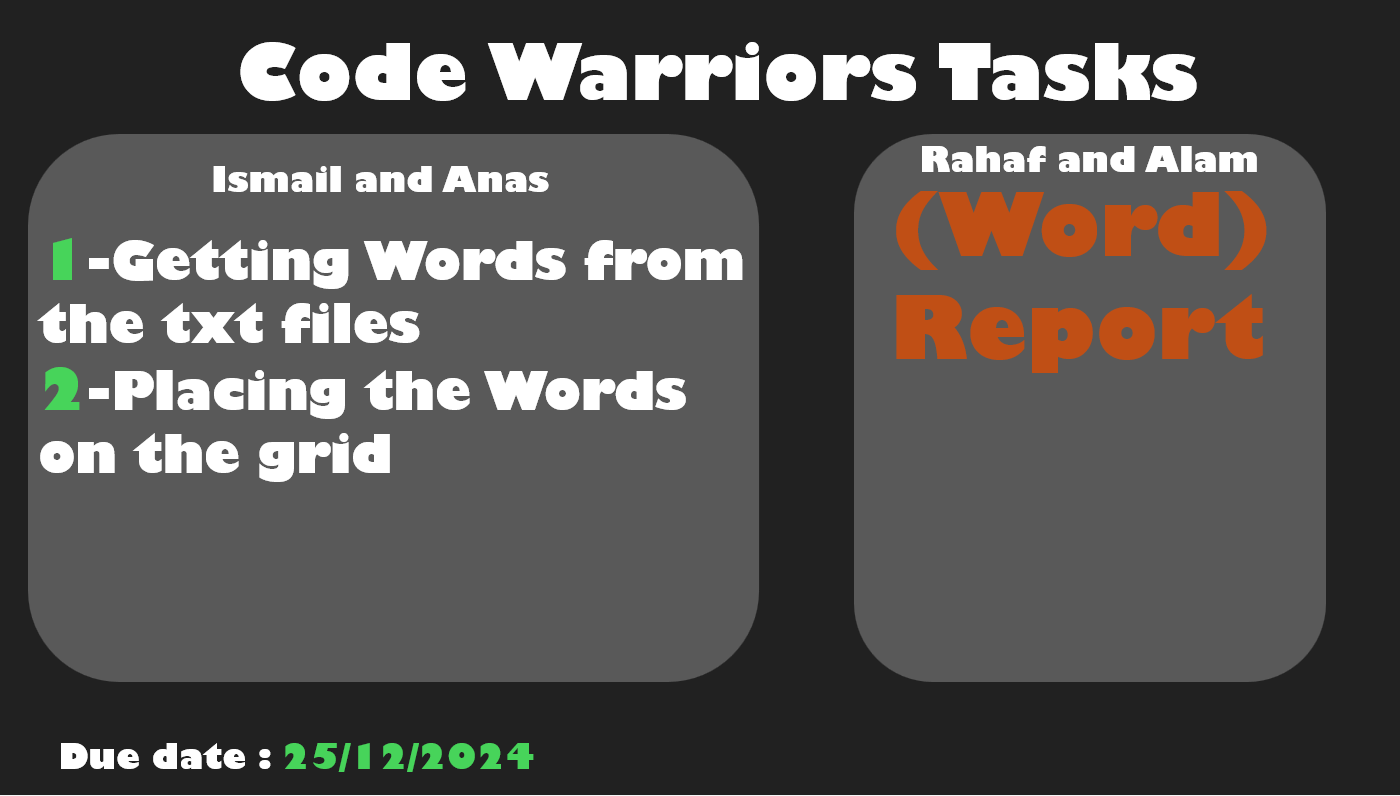 Code Warriors Tasks
Ismail and Anas
1-Getting Words from
the txt files
2-Placing the Words
on the grid
Rahaf and Alam
(Word)
Report
Due date : 25/12/2024